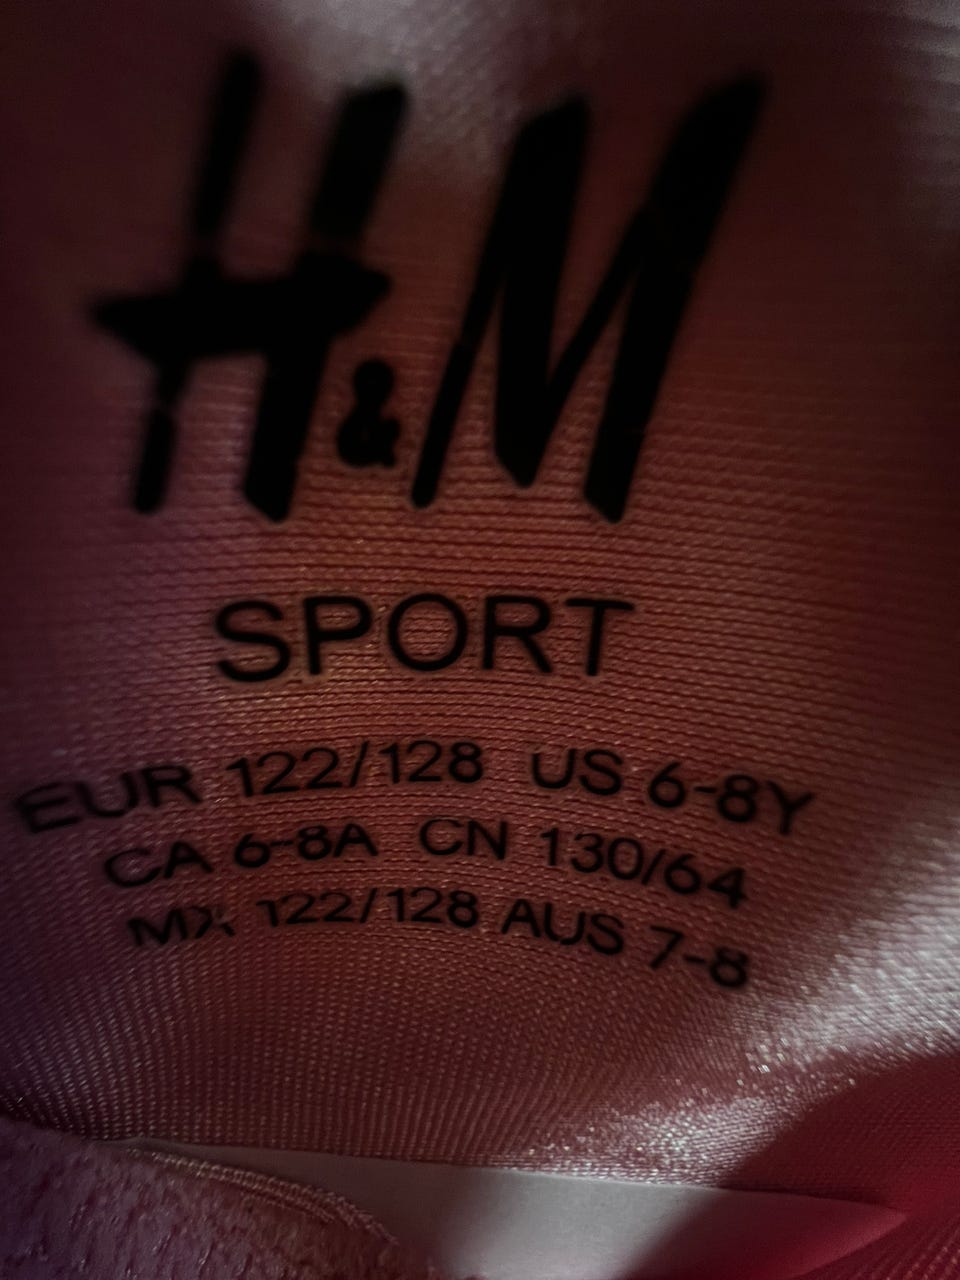 H&M
SPORT
EUR 122/128 US 6-8Y
CA 6-8A CN 130/64
MX 122/128 AUS 7-8